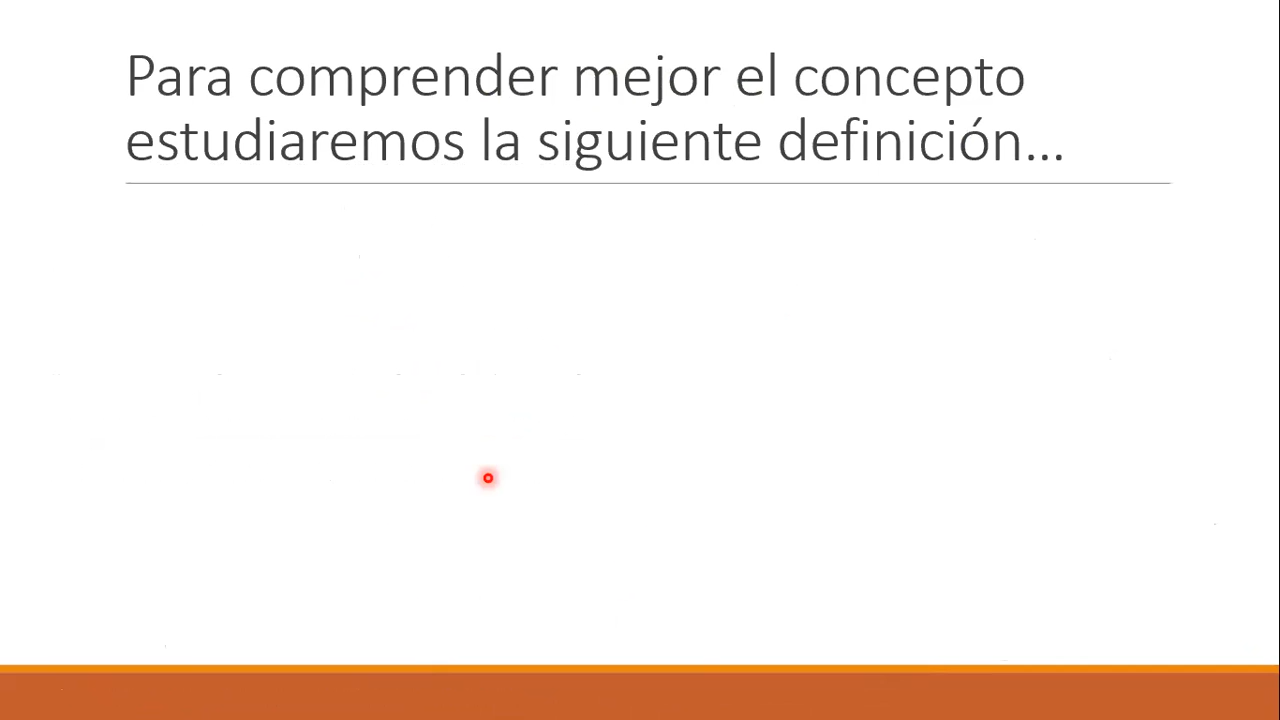 Para comprender mejor el concepto
estudiaremos la siguiente definición...